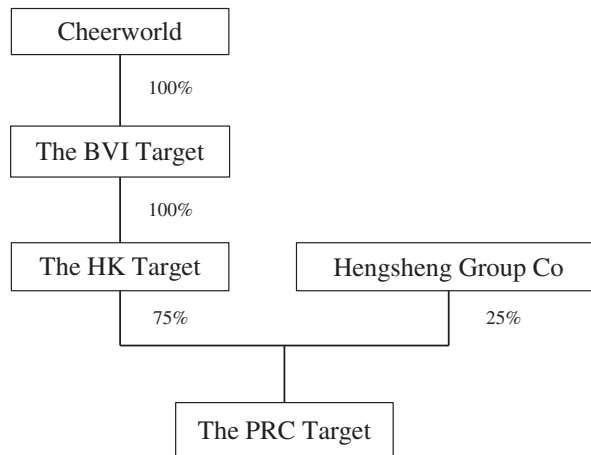 Cheerworld
100%
The BVI Target
100%
The HK Target
Hengsheng Group Co
75%
25%
The PRC Target